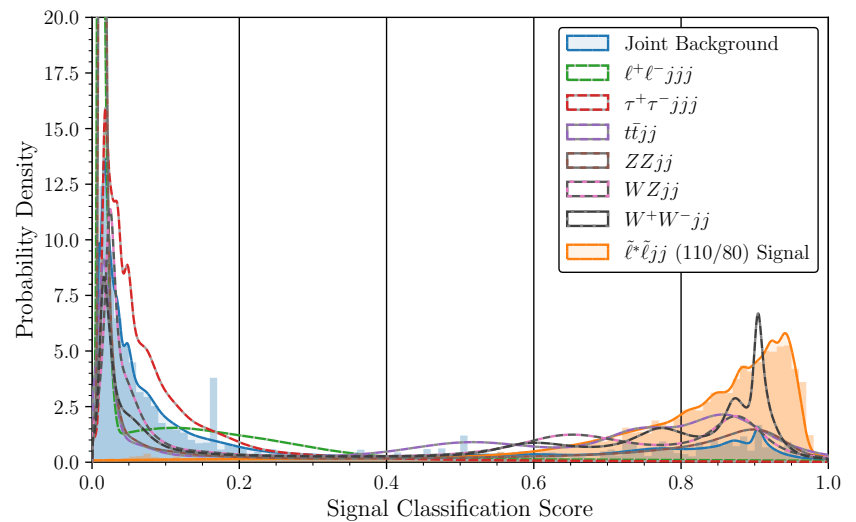 20.0
17.5
15.0
12.5
10.0
7.5
5.0
2.5
0.0
Probability Density
0.0 0.2 0.4 0.6 0.8 1.0
Signal Classification Score
Joint Background
ℓ⁺ℓ⁻jjj
τ⁺τ⁻jjj
tt̄jj
ZZjj
WZjj
W⁺W⁻jj
ℓ̃*ℓ̃jj (110/80) Signal